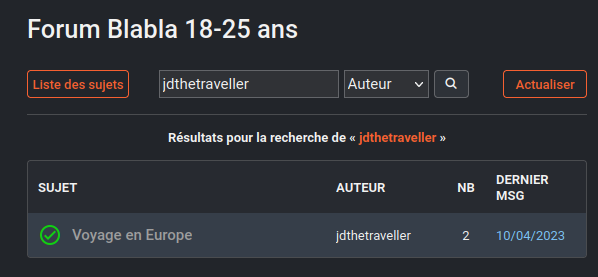 Forum Blabla 18-25 ans
Liste des sujets jdthetraveller Auteur Actualiser
Résultats pour la recherche de « jdthetraveller »
SUJET AUTEUR NB DERNIER MSG
Voyage en Europe jdthetraveller 2 10/04/2023